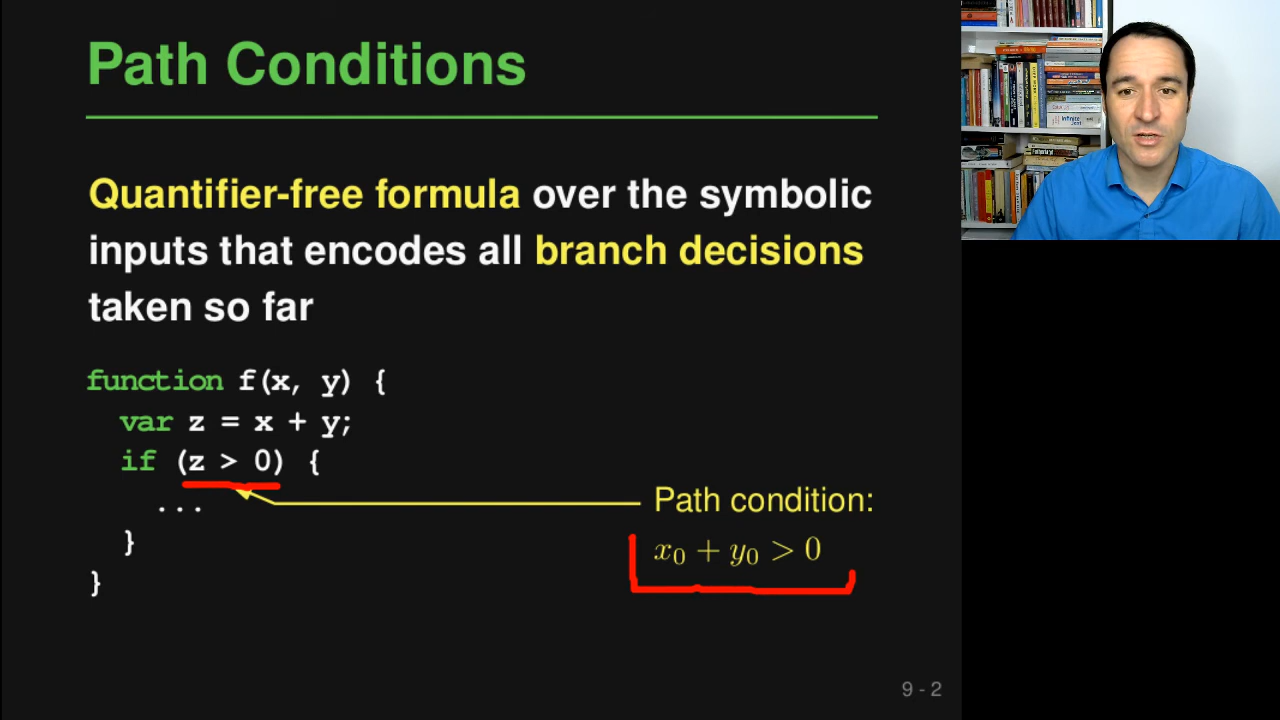 Path Conditions
Quantifier-free formula over the symbolic
inputs that encodes all branch decisions
taken so far
function f(x, y) {
var z = x + y;
if (z > 0) {
...
}
}
Path condition:
x₀ + y₀ > 0
9 - 2